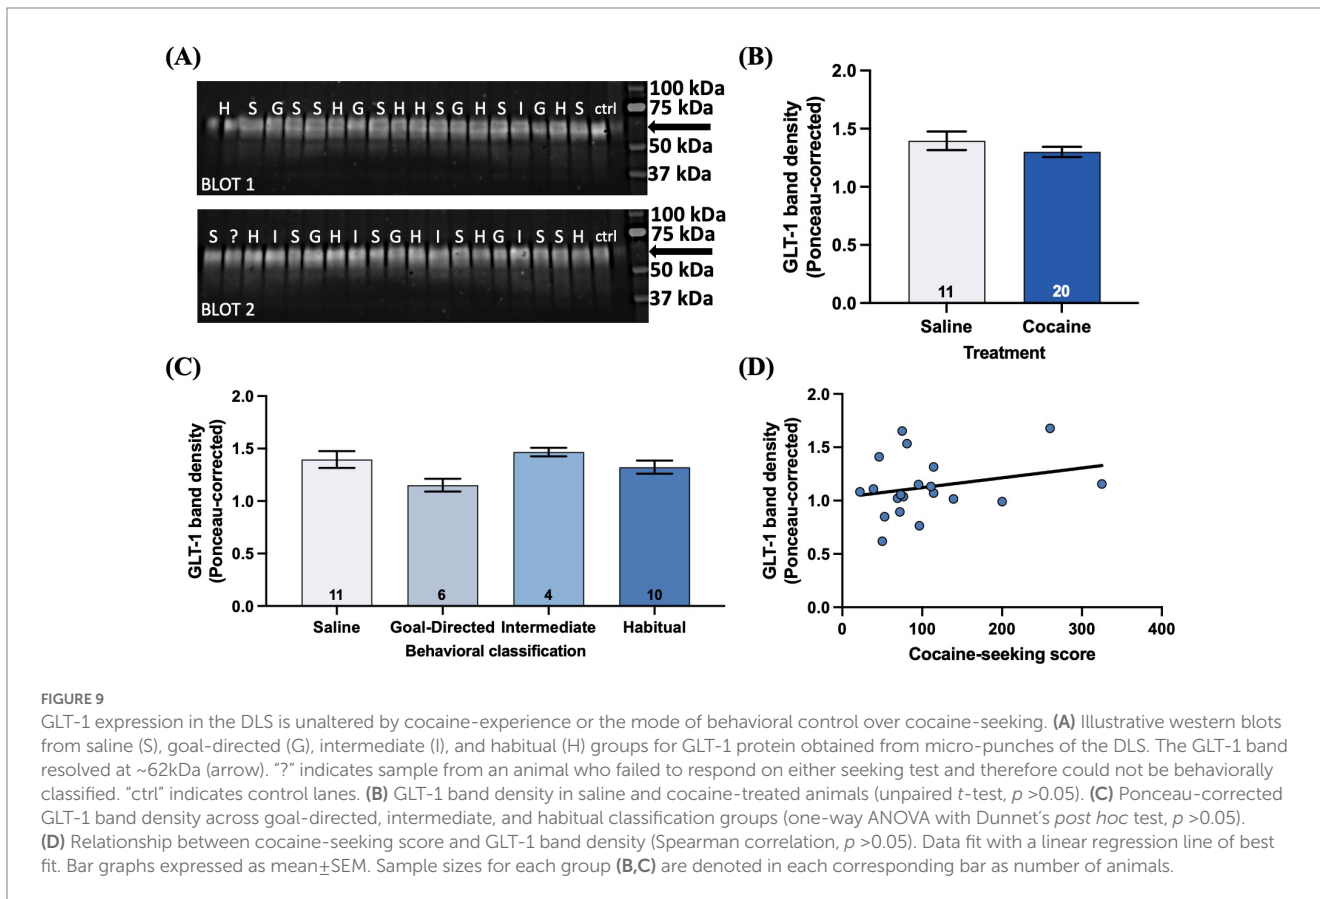 (A)
H S G S S H G S H H S G H S I G H S ctrl
100 kDa
75 kDa
50 kDa
37 kDa
BLOT 1
S ? H I S G H I S G H I S H G I S S H ctrl
100 kDa
75 kDa
50 kDa
37 kDa
BLOT 2
(B)
GLT-1 band density
(Ponceau-corrected)
2.0
1.5
1.0
0.5
0.0
11
20
Saline
Cocaine
Treatment
(C)
GLT-1 band density
(Ponceau-corrected)
2.0
1.5
1.0
0.5
0.0
11
6
4
10
Saline
Goal-Directed
Intermediate
Habitual
Behavioral classification
(D)
GLT-1 band density
(Ponceau-corrected)
2.0
1.5
1.0
0.5
0.0
0
100
200
300
400
Cocaine-seeking score
FIGURE 9
GLT-1 expression in the DLS is unaltered by cocaine-experience or the mode of behavioral control over cocaine-seeking. (A) Illustrative western blots
from saline (S), goal-directed (G), intermediate (I), and habitual (H) groups for GLT-1 protein obtained from micro-punches of the DLS. The GLT-1 band
resolved at ~62kDa (arrow). "?" indicates sample from an animal who failed to respond on either seeking test and therefore could not be behaviorally
classified. "ctrl" indicates control lanes. (B) GLT-1 band density in saline and cocaine-treated animals (unpaired t-test, p >0.05). (C) Ponceau-corrected
GLT-1 band density across goal-directed, intermediate, and habitual classification groups (one-way ANOVA with Dunnet's post hoc test, p >0.05).
(D) Relationship between cocaine-seeking score and GLT-1 band density (Spearman correlation, p >0.05). Data fit with a linear regression line of best
fit. Bar graphs expressed as mean±SEM. Sample sizes for each group (B,C) are denoted in each corresponding bar as number of animals.